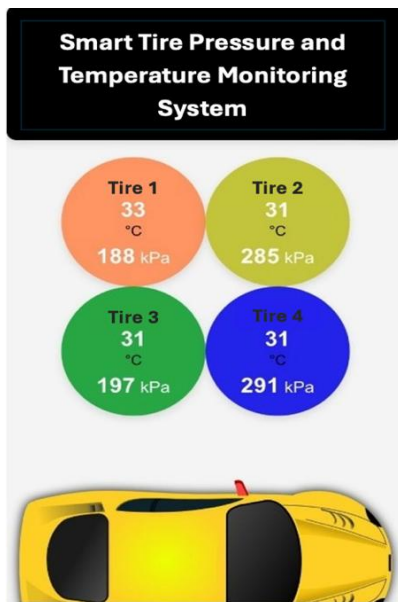 Smart Tire Pressure and
Temperature Monitoring
System
Tire 1
33
°C
188 kPa
Tire 2
31
°C
285 kPa
Tire 3
31
°C
197 kPa
Tire 4
31
°C
291 kPa